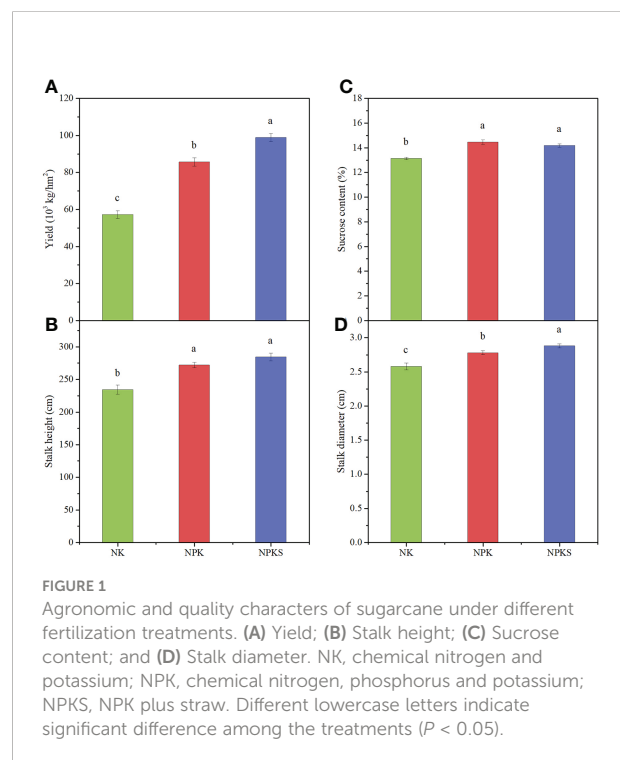 A
120
100
80
60
40
20
0
Yield (10³ kg/hm²)
c
b
a
B
300
250
200
150
100
50
0
Stalk height (cm)
b
a
a
NK
NPK
NPKS
C
18
16
14
12
10
8
6
4
2
0
Sucrose content (%)
b
a
a
D
3.0
2.5
2.0
1.5
1.0
0.5
0.0
Stalk diameter (cm)
c
b
a
NK
NPK
NPKS
FIGURE 1
Agronomic and quality characters of sugarcane under different
fertilization treatments. (A) Yield; (B) Stalk height; (C) Sucrose
content; and (D) Stalk diameter. NK, chemical nitrogen and
potassium; NPK, chemical nitrogen, phosphorus and potassium;
NPKS, NPK plus straw. Different lowercase letters indicate
significant difference among the treatments (P < 0.05).